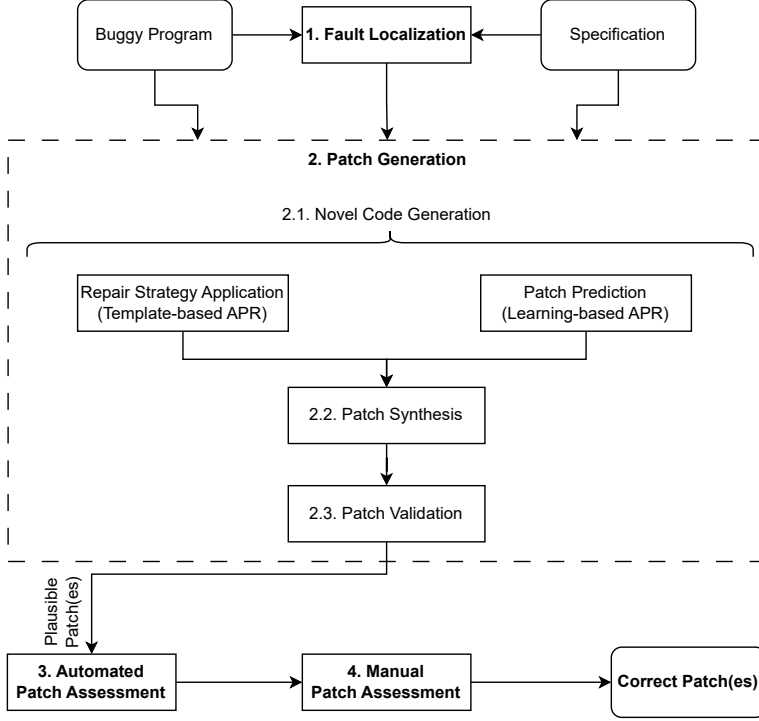 Buggy Program
1. Fault Localization
Specification
2. Patch Generation
2.1. Novel Code Generation
Repair Strategy Application
(Template-based APR)
Patch Prediction
(Learning-based APR)
2.2. Patch Synthesis
2.3. Patch Validation
Plausible
Patch(es)
3. Automated
Patch Assessment
4. Manual
Patch Assessment
Correct Patch(es)